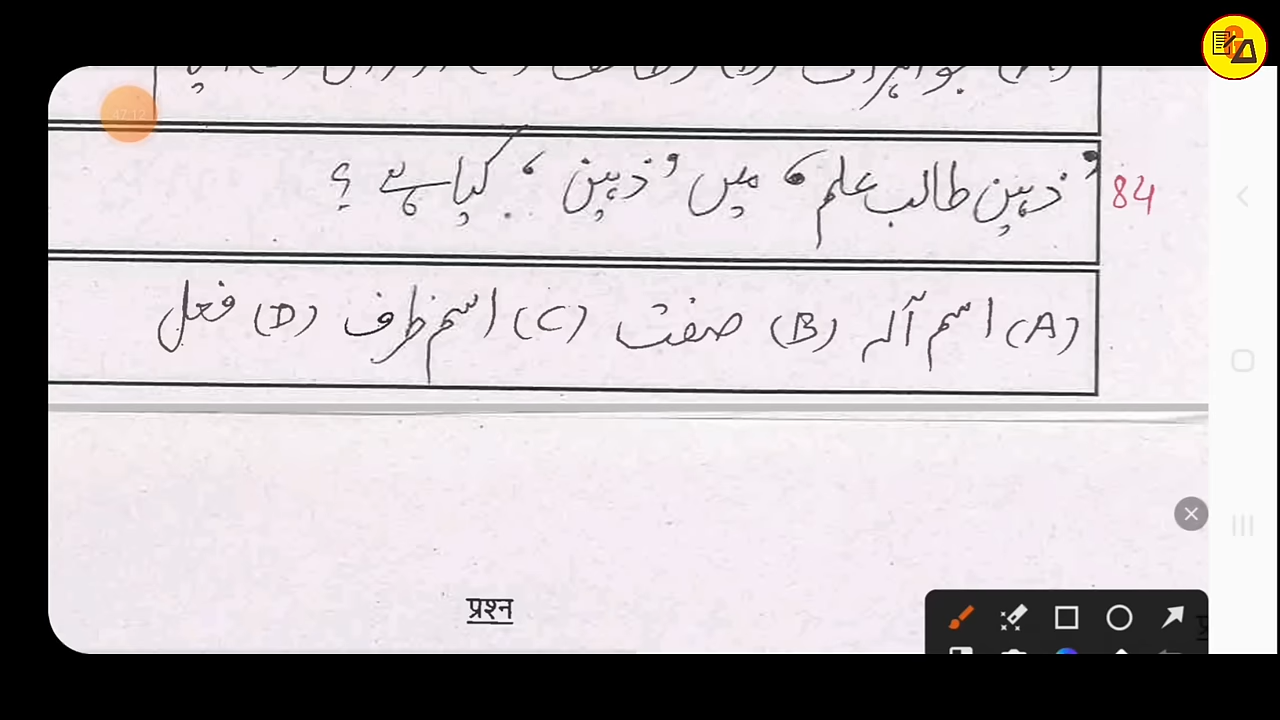 84
'ذہین طالب علم' میں 'ذہین' کیا ہے ؟
(A) اسم آلہ (B) صفت (C) اسم ظرف (D) فعل
प्रश्न